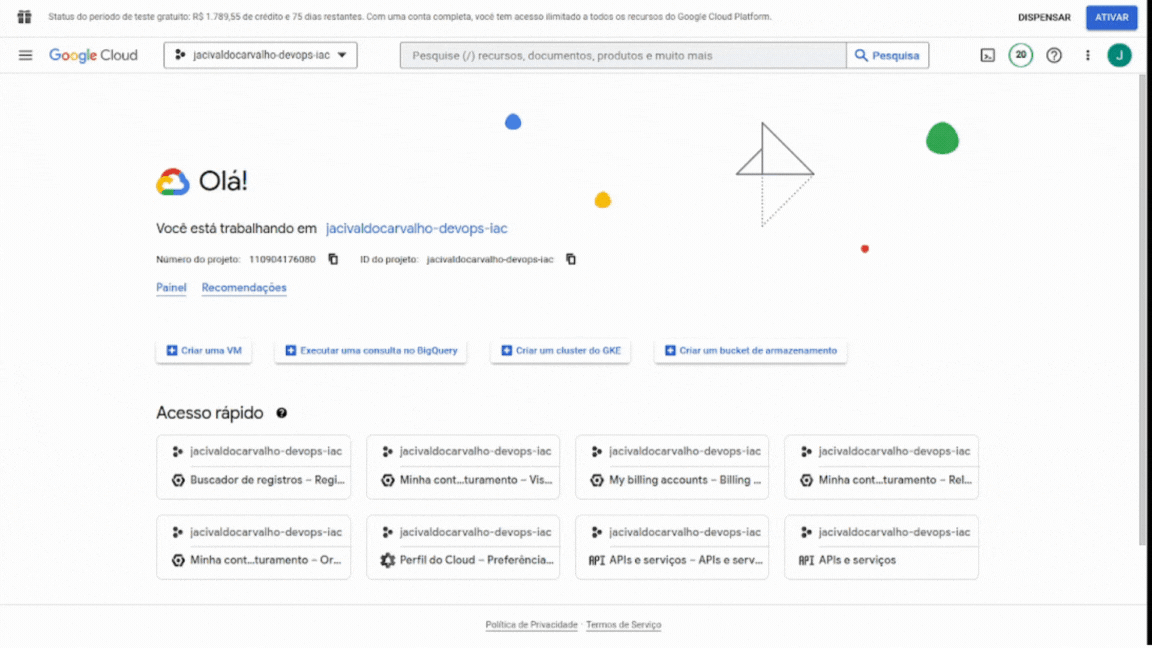 Status do período de teste gratuito: R$ 1.789,55 de crédito e 75 dias restantes. Com uma conta completa, você tem acesso ilimitado a todos os recursos do Google Cloud Platform. DISPENSAR ATIVAR
Google Cloud jacivaldocarvalho-devops-iac Pesquise (/) recursos, documentos, produtos e muito mais Pesquisa 20 J
Olá!
Você está trabalhando em jacivaldocarvalho-devops-iac
Número do projeto: 110904176080 ID do projeto: jacivaldocarvalho-devops-iac
Painel Recomendações
Criar uma VM Executar uma consulta no BigQuery Criar um cluster do GKE Criar um bucket de armazenamento
Acesso rápido
jacivaldocarvalho-devops-iac jacivaldocarvalho-devops-iac jacivaldocarvalho-devops-iac jacivaldocarvalho-devops-iac
Buscador de registros – Regi... Minha cont...turamento – Vis... My billing accounts – Billing ... Minha cont...turamento – Rel...
jacivaldocarvalho-devops-iac jacivaldocarvalho-devops-iac jacivaldocarvalho-devops-iac jacivaldocarvalho-devops-iac
Minha cont...turamento – Or... Perfil do Cloud – Preferência... API APIs e serviços – APIs e serv... API APIs e serviços
Política de Privacidade · Termos de Serviço